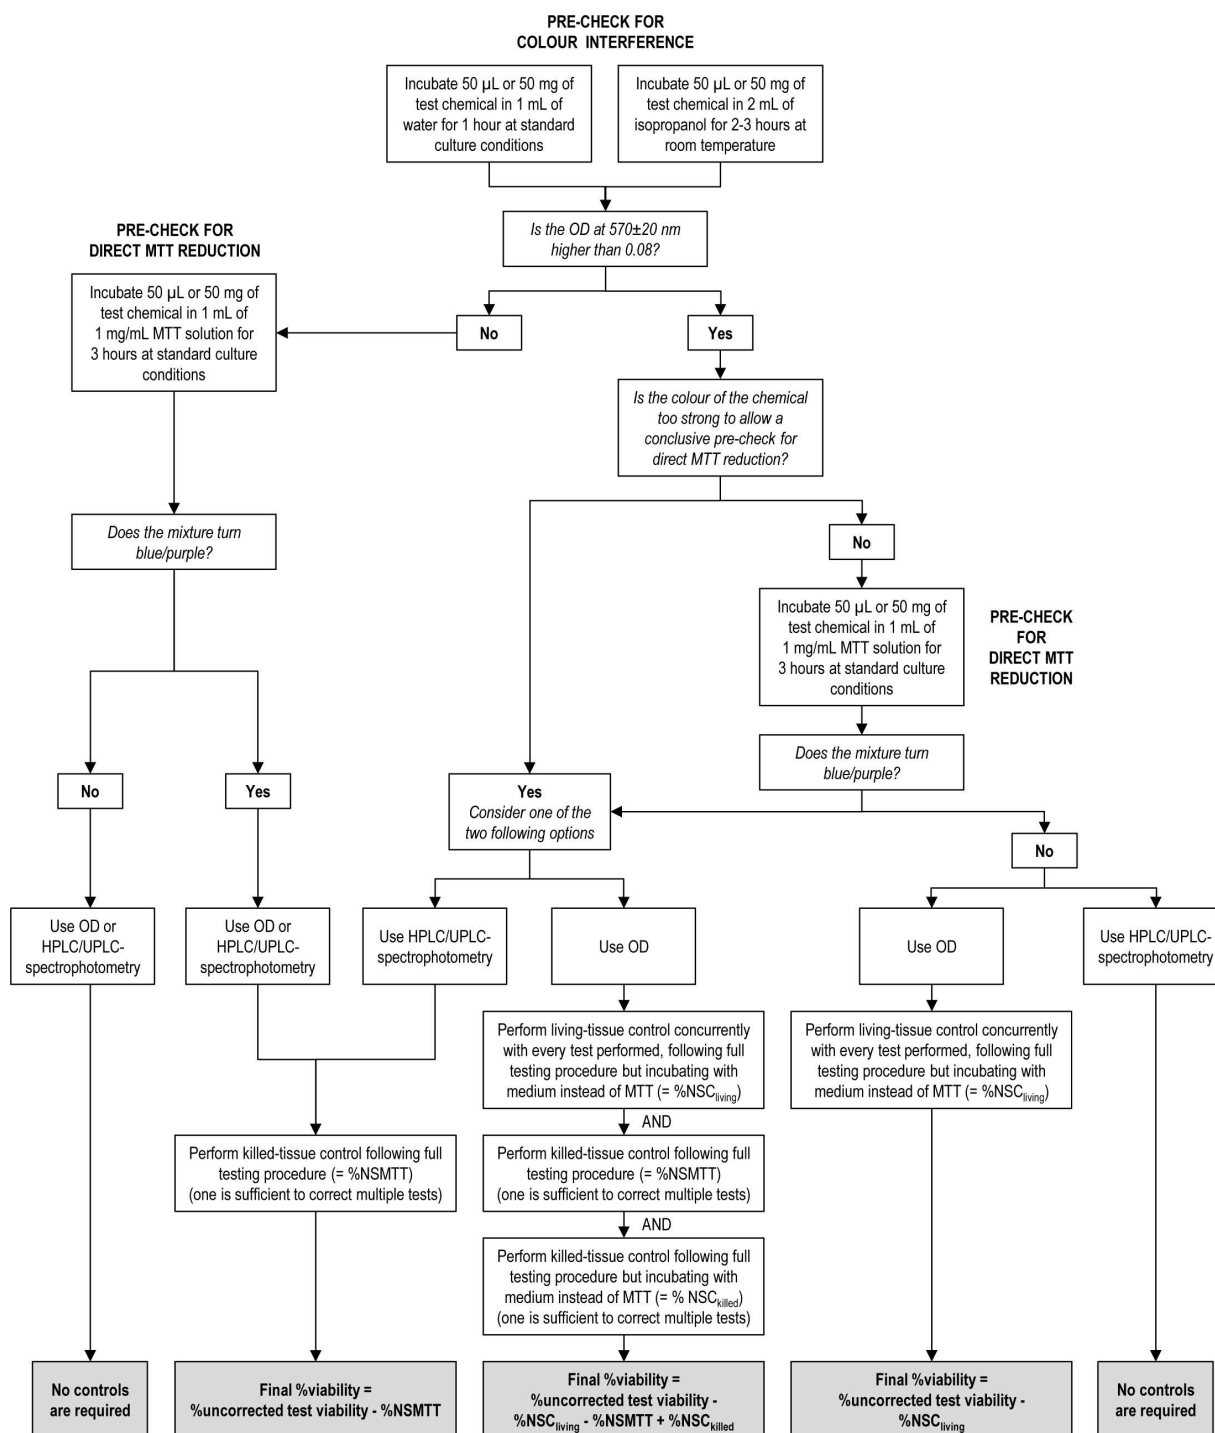 PRE-CHECK FOR
COLOUR INTERFERENCE
Incubate 50 µL or 50 mg of
test chemical in 1 mL of
water for 1 hour at standard
culture conditions
Incubate 50 µL or 50 mg of
test chemical in 2 mL of
isopropanol for 2-3 hours at
room temperature
Is the OD at 570±20 nm
higher than 0.08?
PRE-CHECK FOR
DIRECT MTT REDUCTION
Incubate 50 µL or 50 mg of
test chemical in 1 mL of
1 mg/mL MTT solution for
3 hours at standard culture
conditions
No
Yes
Is the colour of the chemical
too strong to allow a
conclusive pre-check for
direct MTT reduction?
Does the mixture turn
blue/purple?
No
Incubate 50 µL or 50 mg of
test chemical in 1 mL of
1 mg/mL MTT solution for
3 hours at standard culture
conditions
PRE-CHECK
FOR
DIRECT MTT
REDUCTION
Does the mixture turn
blue/purple?
No
Yes
Yes
Consider one of the
two following options
No
Use OD or
HPLC/UPLC-
spectrophotometry
Use OD or
HPLC/UPLC-
spectrophotometry
Use HPLC/UPLC-
spectrophotometry
Use OD
Use OD
Use HPLC/UPLC-
spectrophotometry
Perform living-tissue control concurrently
with every test performed, following full
testing procedure but incubating with
medium instead of MTT (= %NSCliving)
Perform living-tissue control concurrently
with every test performed, following full
testing procedure but incubating with
medium instead of MTT (= %NSCliving)
AND
Perform killed-tissue control following full
testing procedure (= %NSMTT)
(one is sufficient to correct multiple tests)
Perform killed-tissue control following full
testing procedure (= %NSMTT)
(one is sufficient to correct multiple tests)
AND
Perform killed-tissue control following full
testing procedure but incubating with
medium instead of MTT (= % NSCkilled)
(one is sufficient to correct multiple tests)
No controls
are required
Final %viability =
%uncorrected test viability - %NSMTT
Final %viability =
%uncorrected test viability -
%NSCliving - %NSMTT + %NSCkilled
Final %viability =
%uncorrected test viability -
%NSCliving
No controls
are required